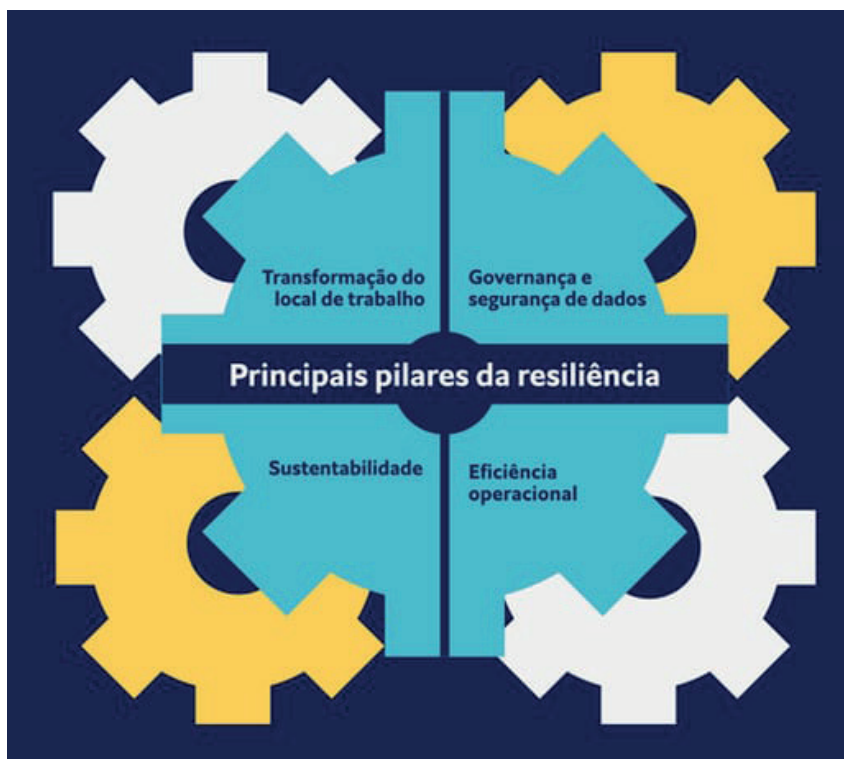 Transformação do
local de trabalho
Governança e
segurança de dados
Principais pilares da resiliência
Sustentabilidade
Eficiência
operacional